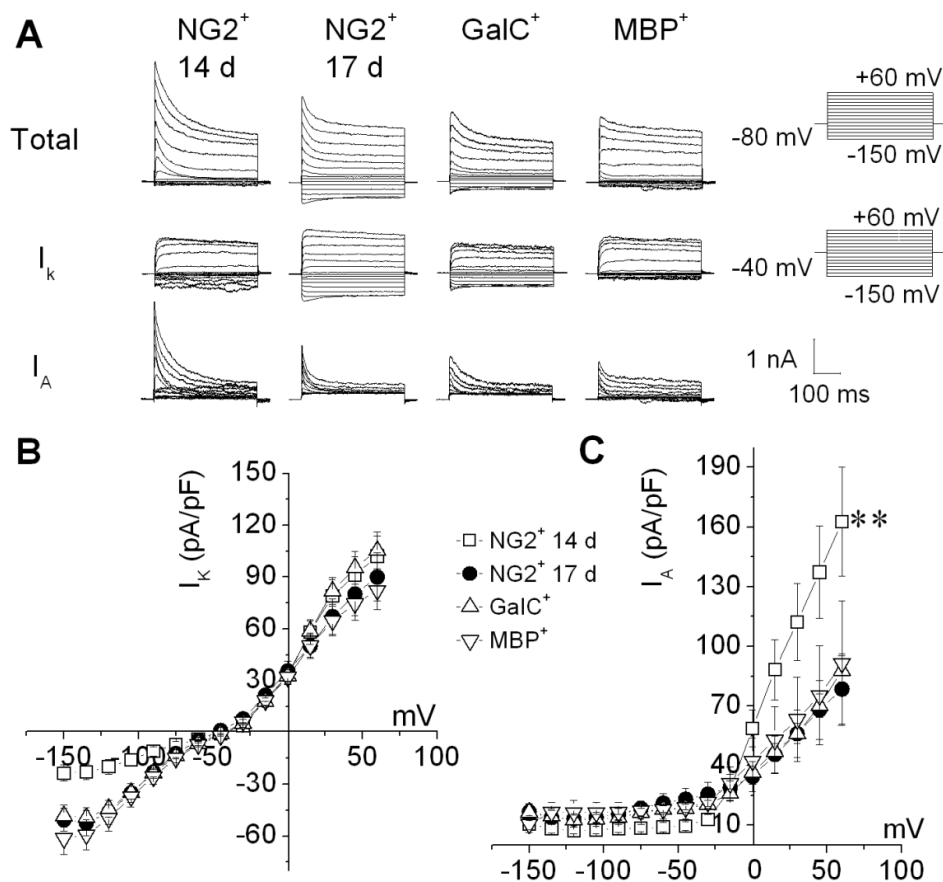 A
NG2+ NG2+ GalC+ MBP+
14 d 17 d
+60 mV
Total
-80 mV
-150 mV
+60 mV
Ik
-40 mV
-150 mV
IA
1 nA
100 ms
B
C
IK (pA/pF)
150
120
90
60
30
-30
-60
-150 -100 -50 0 50 100
mV
NG2+ 14 d
NG2+ 17 d
GalC+
MBP+
IA (pA/pF)
190
160
130
100
70
40
10
**
mV
-150 -100 -50 0 50 100